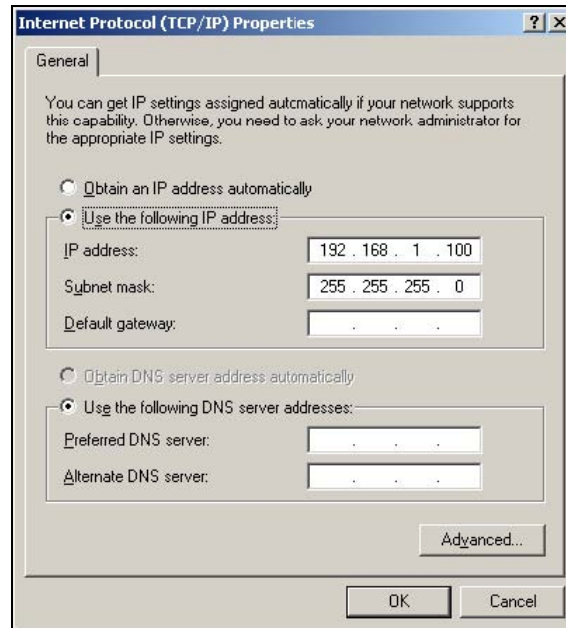 Internet Protocol (TCP/IP) Properties
General
You can get IP settings assigned automatically if your network supports
this capability. Otherwise, you need to ask your network administrator for
the appropriate IP settings.
Obtain an IP address automatically
Use the following IP address:
IP address: 192 . 168 . 1 . 100
Subnet mask: 255 . 255 . 255 . 0
Default gateway: . . .
Obtain DNS server address automatically
Use the following DNS server addresses:
Preferred DNS server: . . .
Alternate DNS server: . . .
Advanced...
OK Cancel